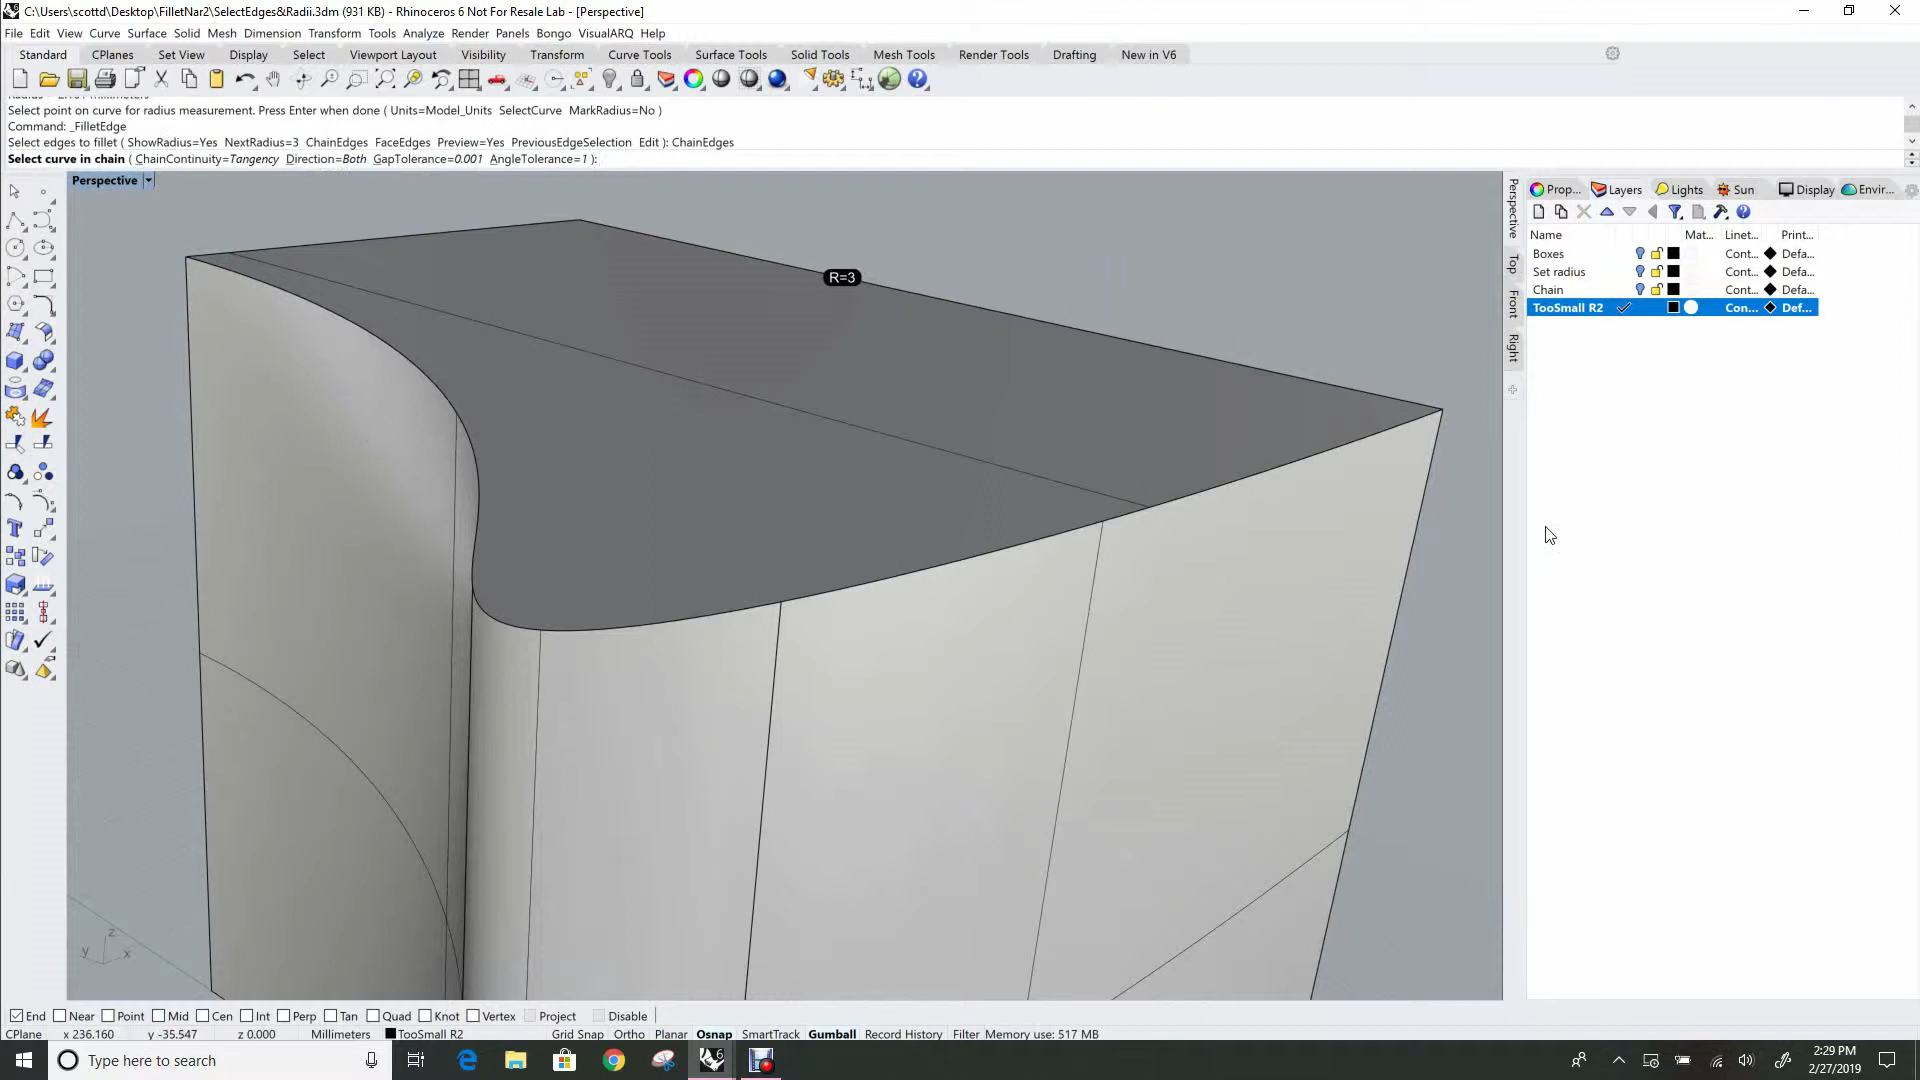 C:\Users\scottd\Desktop\FilletNar2\SelectEdges&Radii.3dm (931 KB) - Rhinoceros 6 Not For Resale Lab - [Perspective]
File Edit View Curve Surface Solid Mesh Dimension Transform Tools Analyze Render Panels Bongo VisualARQ Help
Standard CPlanes Set View Display Select Viewport Layout Visibility Transform Curve Tools Surface Tools Solid Tools Mesh Tools Render Tools Drafting New in V6
Select point on curve for radius measurement. Press Enter when done ( Units=Model_Units SelectCurve MarkRadius=No )
Command: _FilletEdge
Select edges to fillet ( ShowRadius=Yes NextRadius=3 ChainEdges FaceEdges Preview=Yes PreviousEdgeSelection Edit ): ChainEdges
Select curve in chain ( ChainContinuity=Tangency Direction=Both GapTolerance=0.001 AngleTolerance=1 ):
Perspective
R=3
z
y
x
Perspective
Top
Front
Right
Prop... Layers Lights Sun Display Envir...
Name Mat... Linet... Print...
Boxes Cont... Defa...
Set radius Cont... Defa...
Chain Cont... Defa...
TooSmall R2 Con... Def...
End Near Point Mid Cen Int Perp Tan Quad Knot Vertex Project Disable
CPlane x 236.160 y -35.547 z 0.000 Millimeters TooSmall R2 Grid Snap Ortho Planar Osnap SmartTrack Gumball Record History Filter Memory use: 517 MB
Type here to search
2:29 PM
2/27/2019